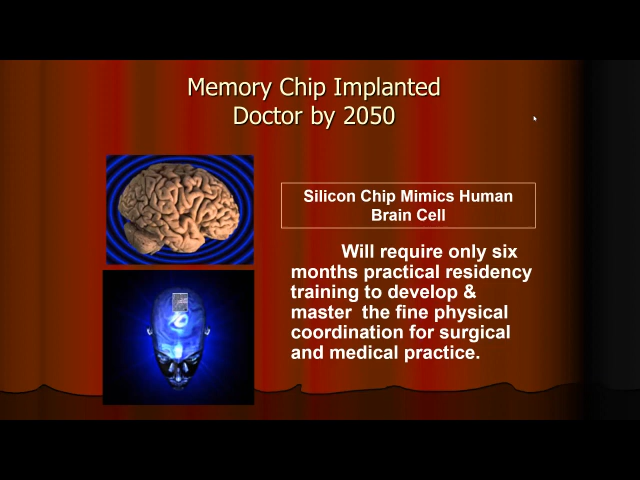 Memory Chip Implanted
Doctor by 2050
Silicon Chip Mimics Human
Brain Cell
Will require only six
months practical residency
training to develop &
master the fine physical
coordination for surgical
and medical practice.